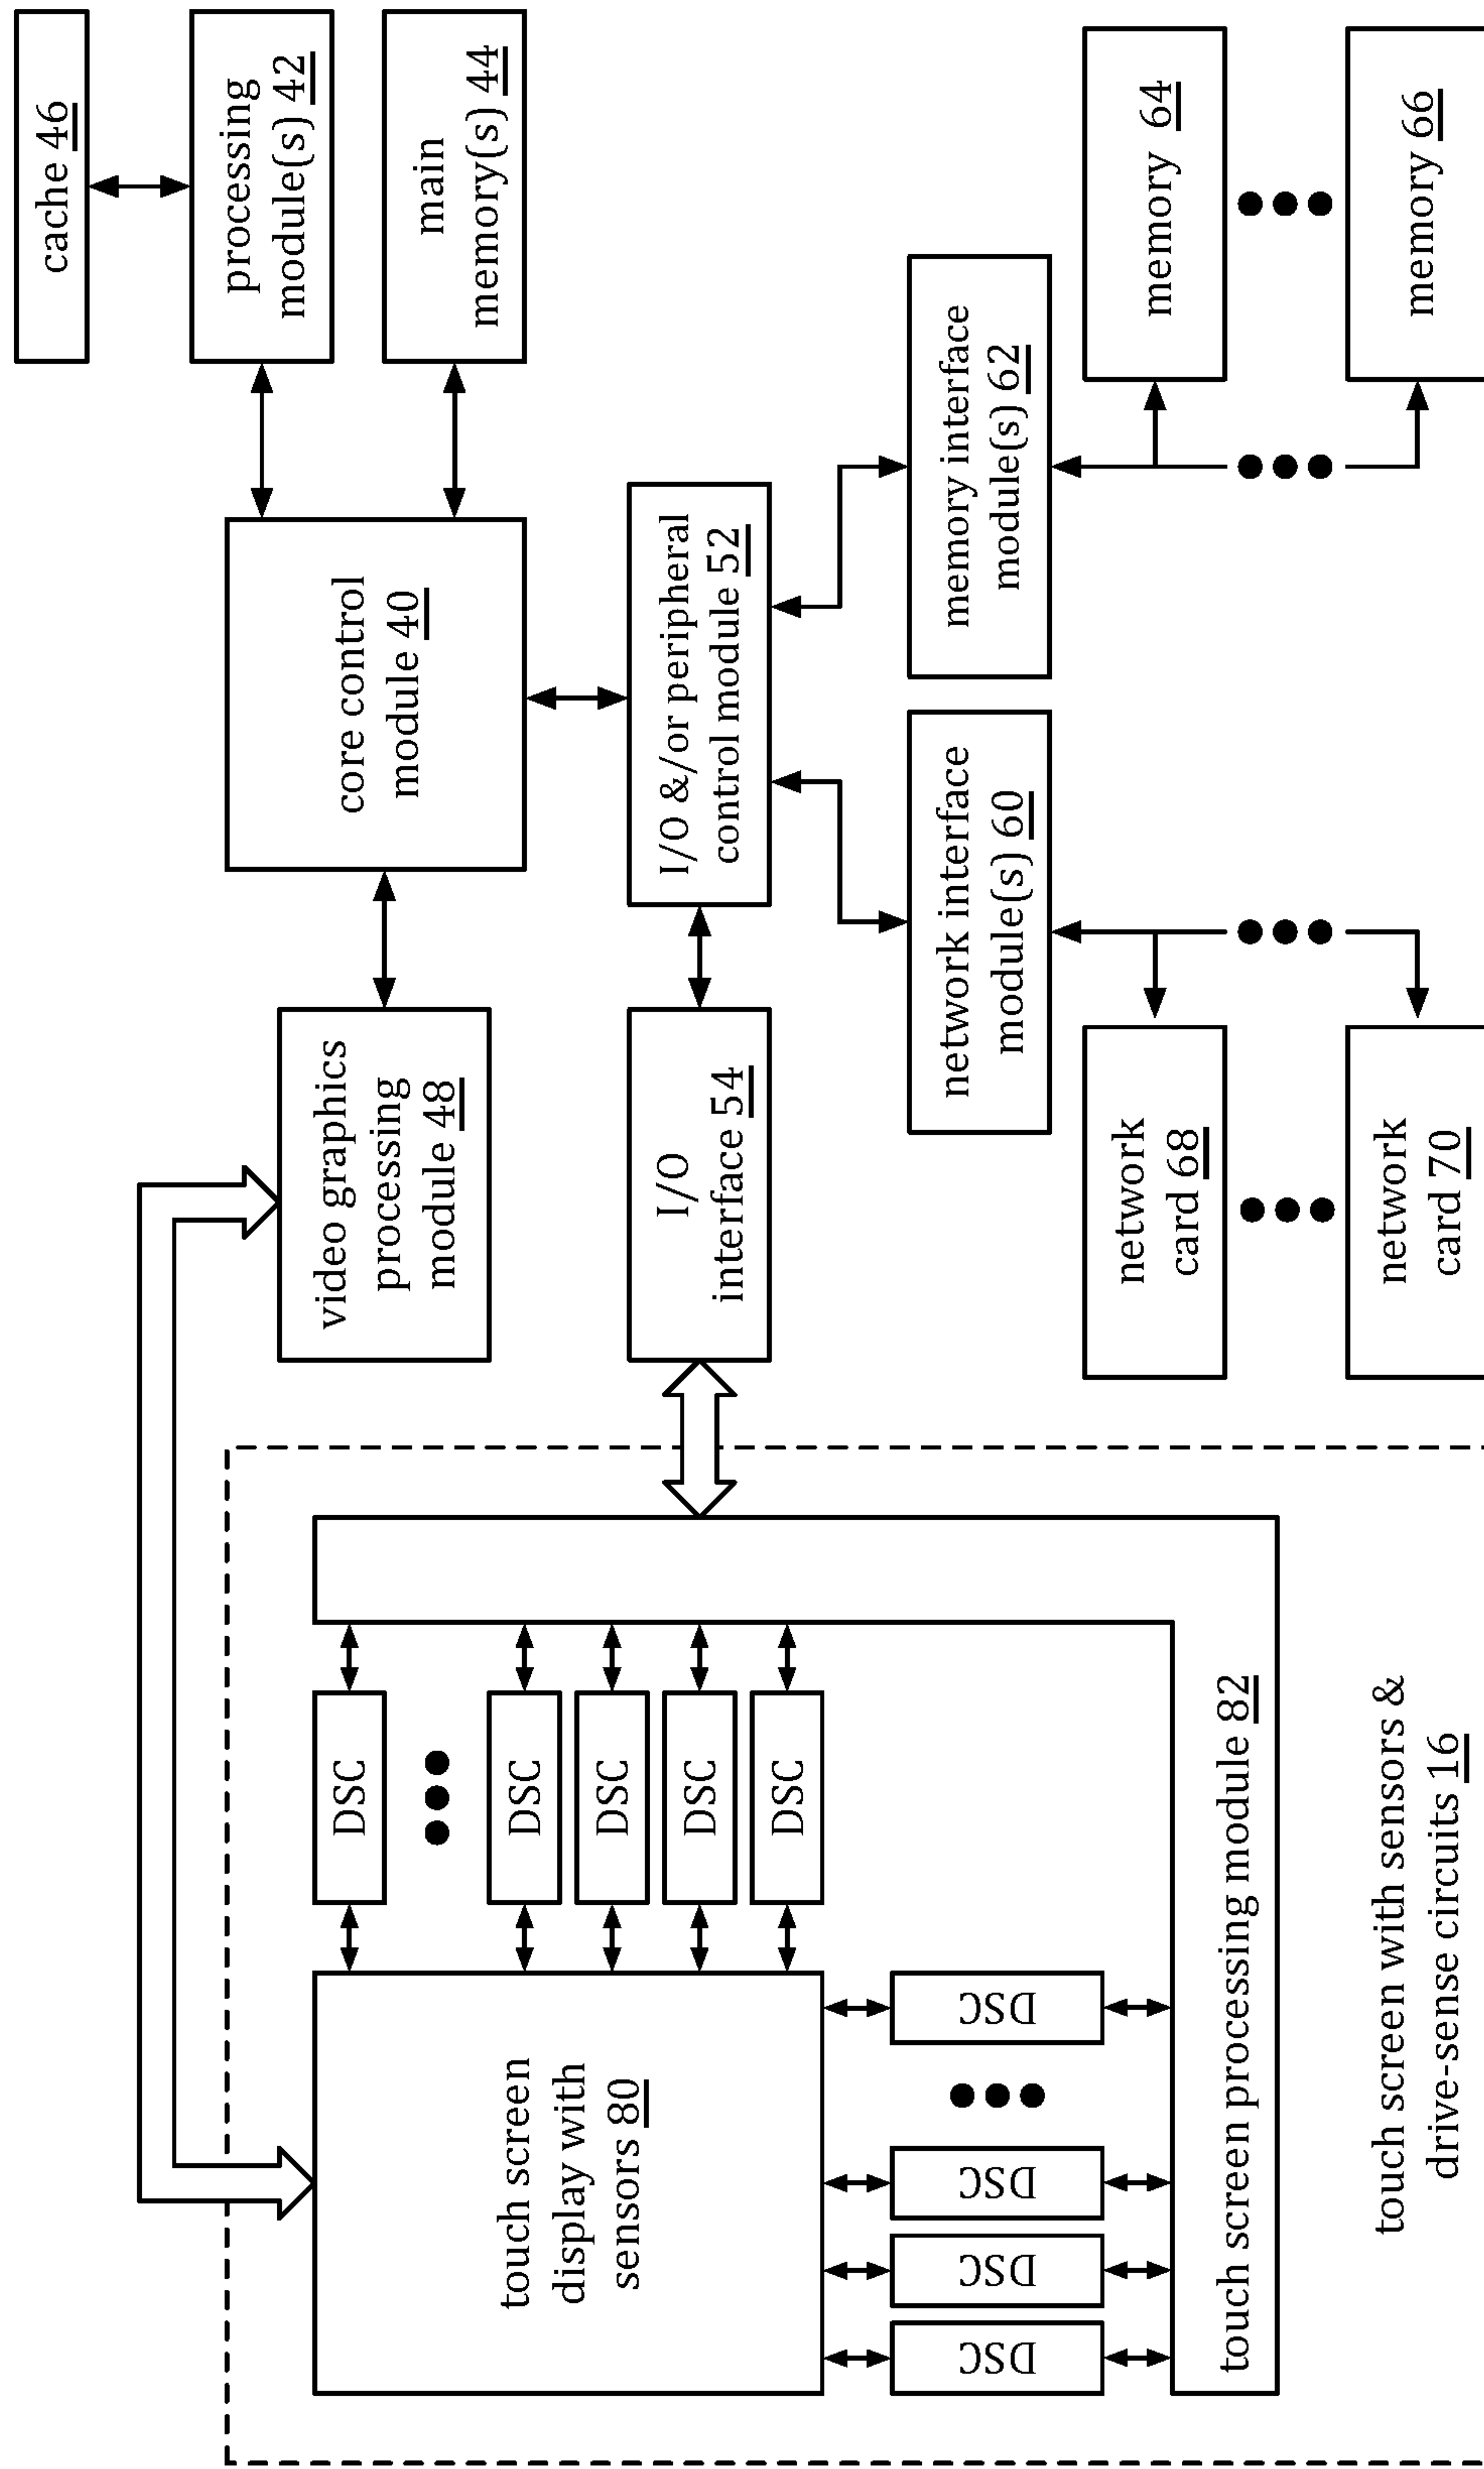 cache 46
processing
module(s) 42
main
memory(s) 44
core control
module 40
video graphics
processing
module 48
I/O &/or peripheral
control module 52
I/O
interface 54
memory interface
module(s) 62
network interface
module(s) 60
memory 64
memory 66
network
card 68
network
card 70
touch screen
display with
sensors 80
DSC
DSC
DSC
DSC
DSC
DSC
DSC
DSC
DSC
touch screen processing module 82
touch screen with sensors &
drive-sense circuits 16